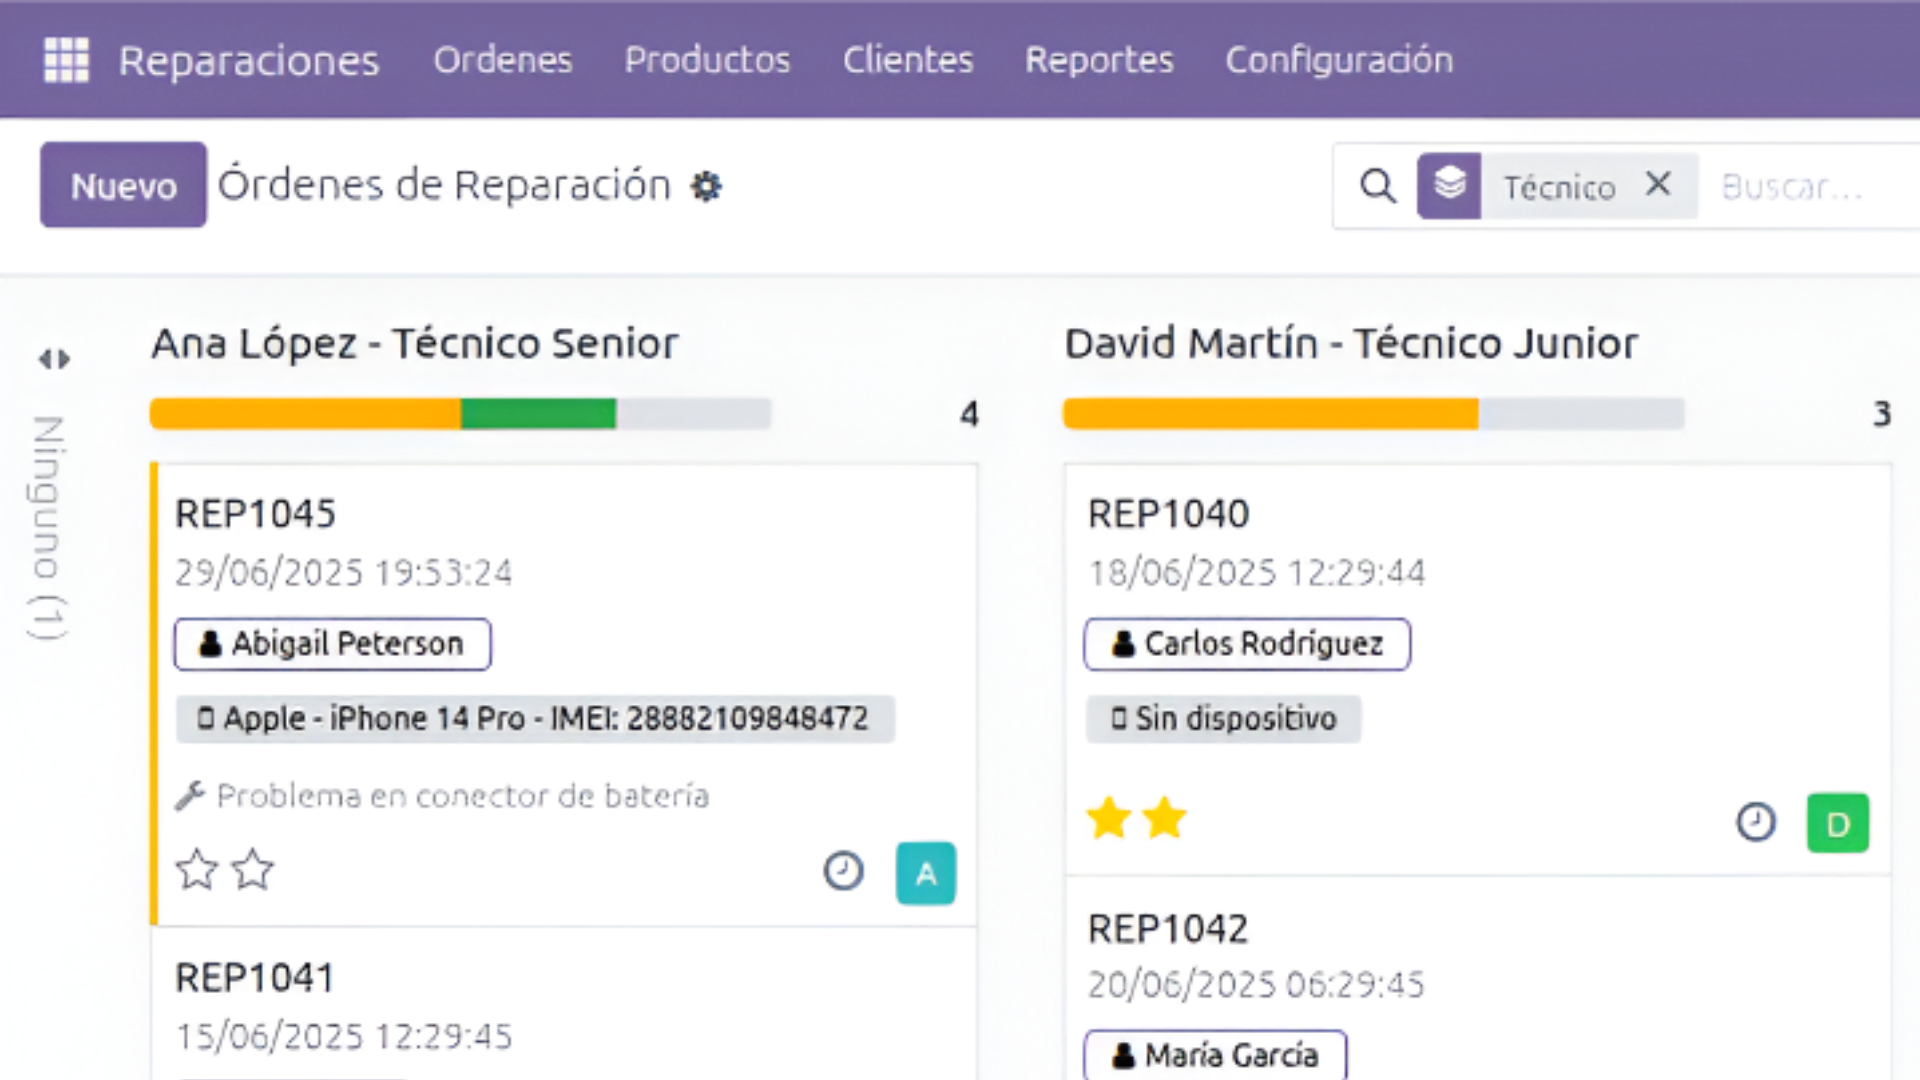 Reparaciones Ordenes Productos Clientes Reportes Configuración
Nuevo Órdenes de Reparación Técnico Buscar...
Ninguno (1)
Ana López - Técnico Senior
4
REP1045
29/06/2025 19:53:24
Abigail Peterson
Apple - iPhone 14 Pro - IMEI: 28882109848472
Problema en conector de batería
A
REP1041
15/06/2025 12:29:45
David Martín - Técnico Junior
3
REP1040
18/06/2025 12:29:44
Carlos Rodríguez
Sin dispositivo
D
REP1042
20/06/2025 06:29:45
María García